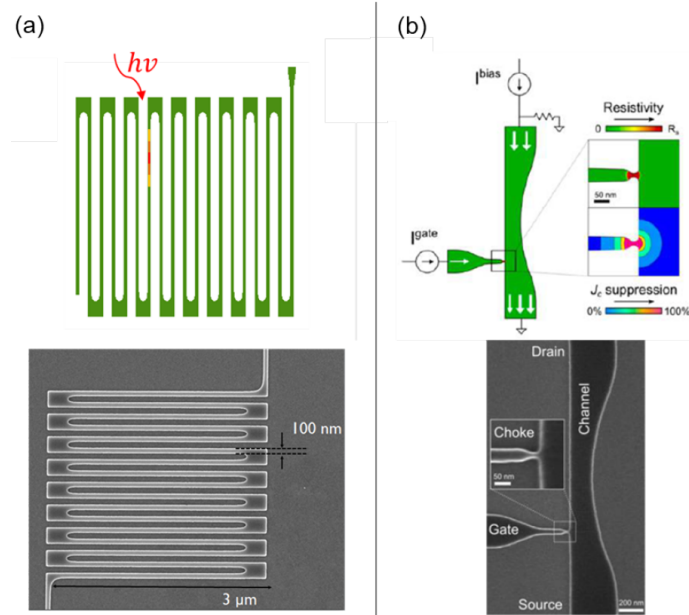 (a)
hν
100 nm
3 μm
(b)
I^bias
Resistivity
0 R_s
50 nm
I^gate
J_c suppression
0% 100%
Drain
Channel
Choke
50 nm
Gate
Source
200 nm